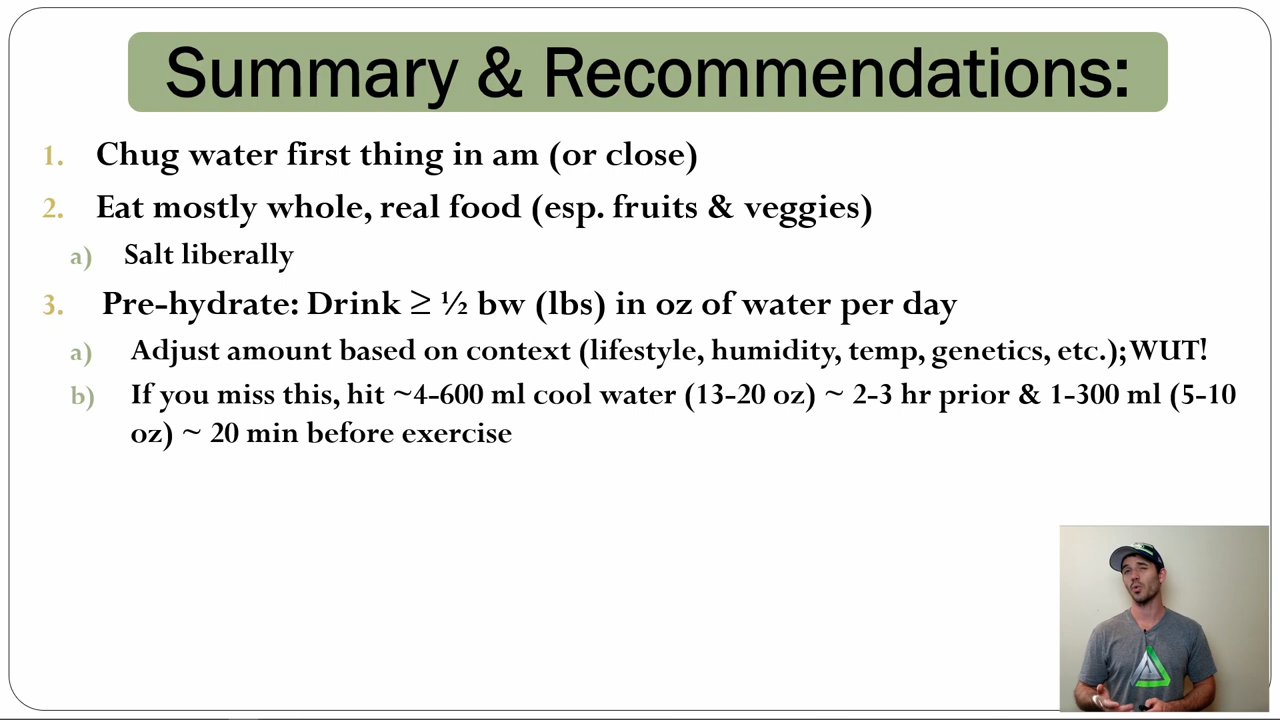 Summary & Recommendations:
1. Chug water first thing in am (or close)
2. Eat mostly whole, real food (esp. fruits & veggies)
a) Salt liberally
3. Pre-hydrate: Drink ≥ ½ bw (lbs) in oz of water per day
a) Adjust amount based on context (lifestyle, humidity, temp, genetics, etc.); WUT!
b) If you miss this, hit ~4-600 ml cool water (13-20 oz) ~ 2-3 hr prior & 1-300 ml (5-10
oz) ~ 20 min before exercise